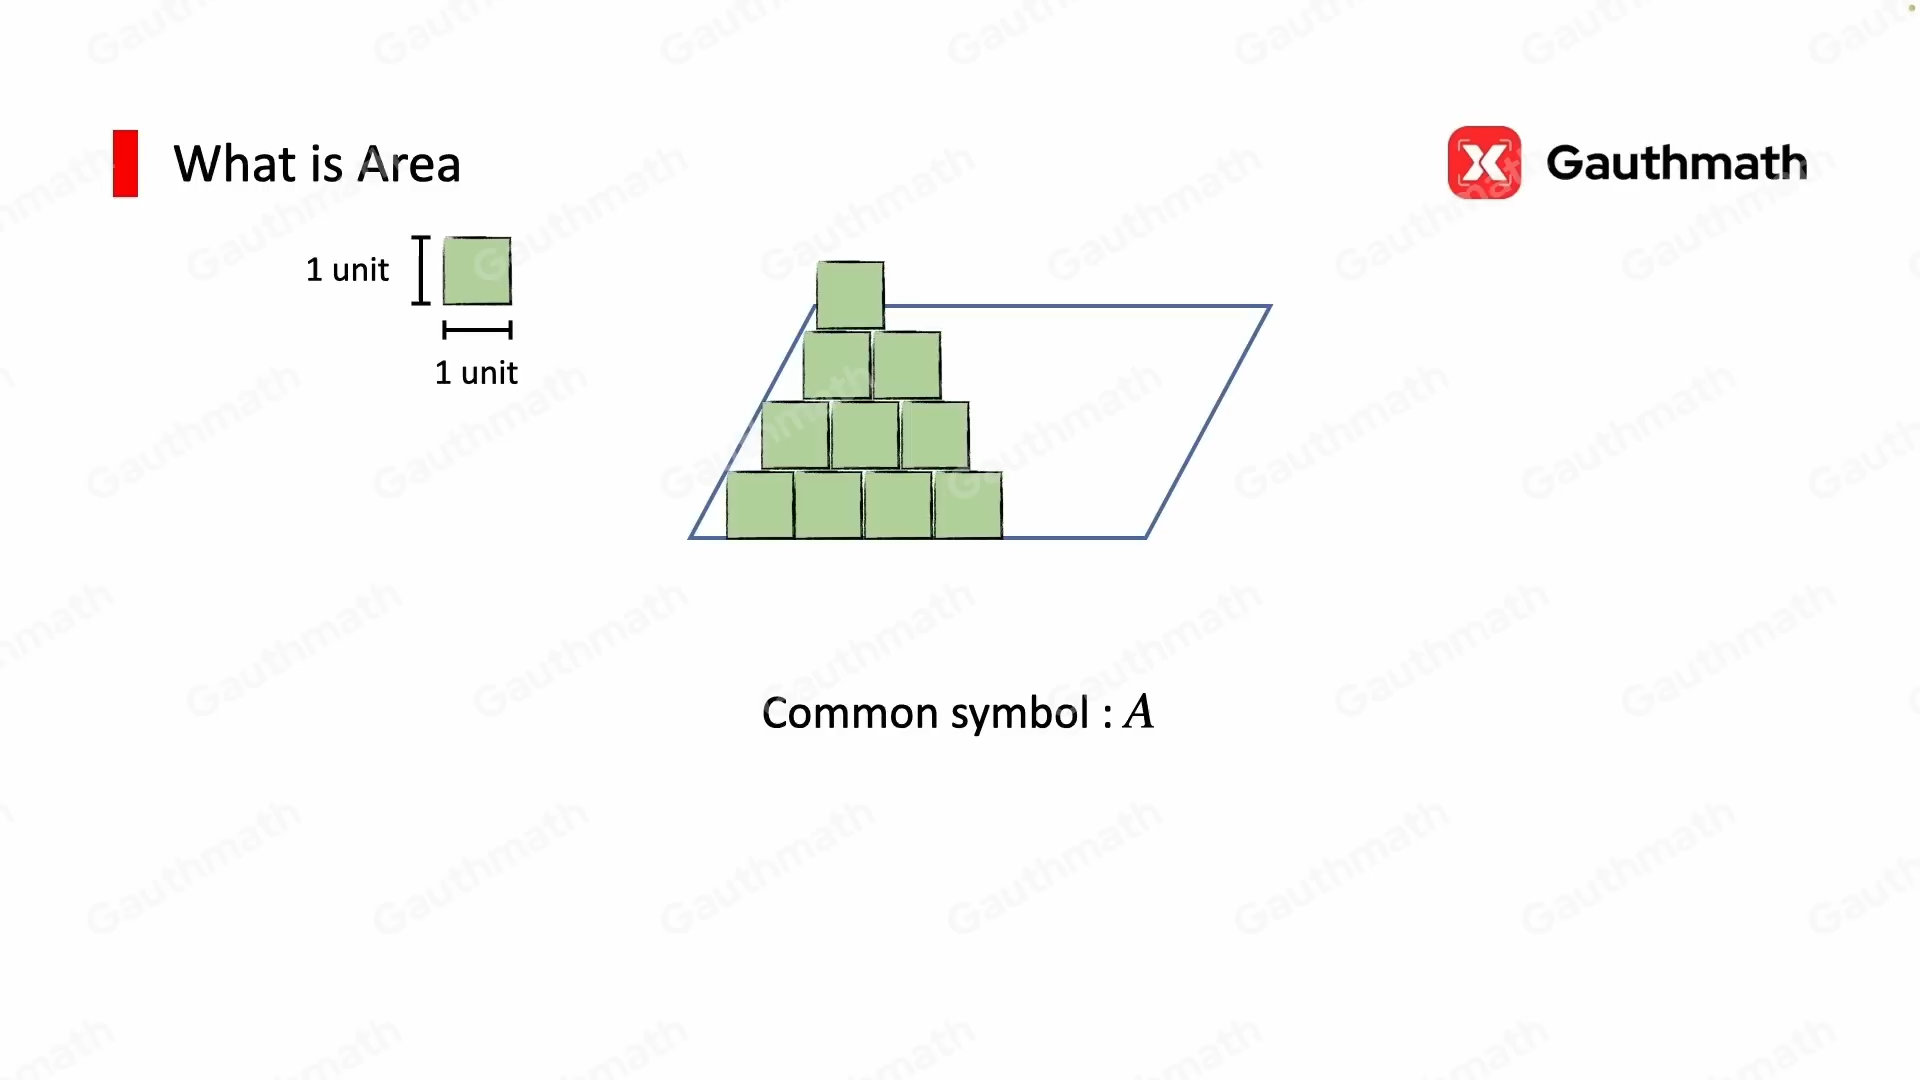 What is Area
Gauthmath
1 unit
1 unit
Common symbol : A